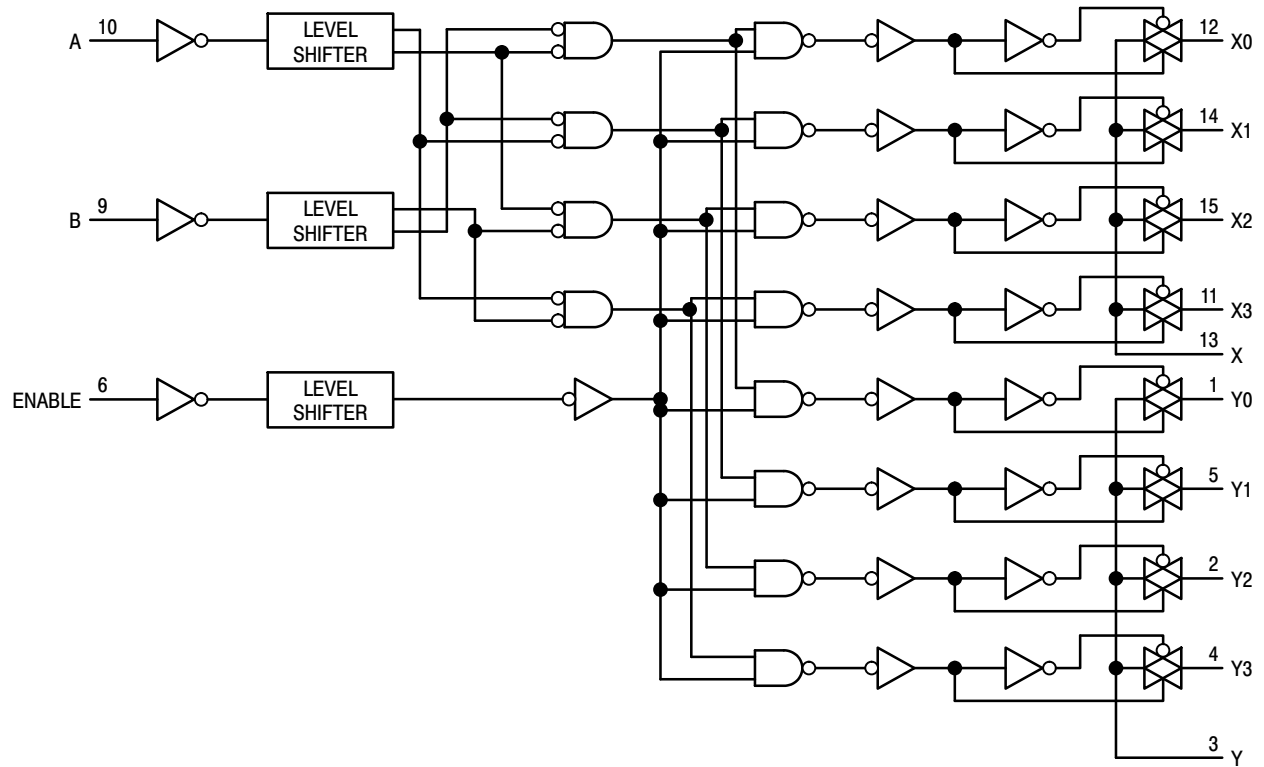 A 10 LEVEL SHIFTER 12 X0
14 X1
B 9 LEVEL SHIFTER 15 X2
11 X3
13 X
ENABLE 6 LEVEL SHIFTER 1 Y0
5 Y1
2 Y2
4 Y3
3 Y